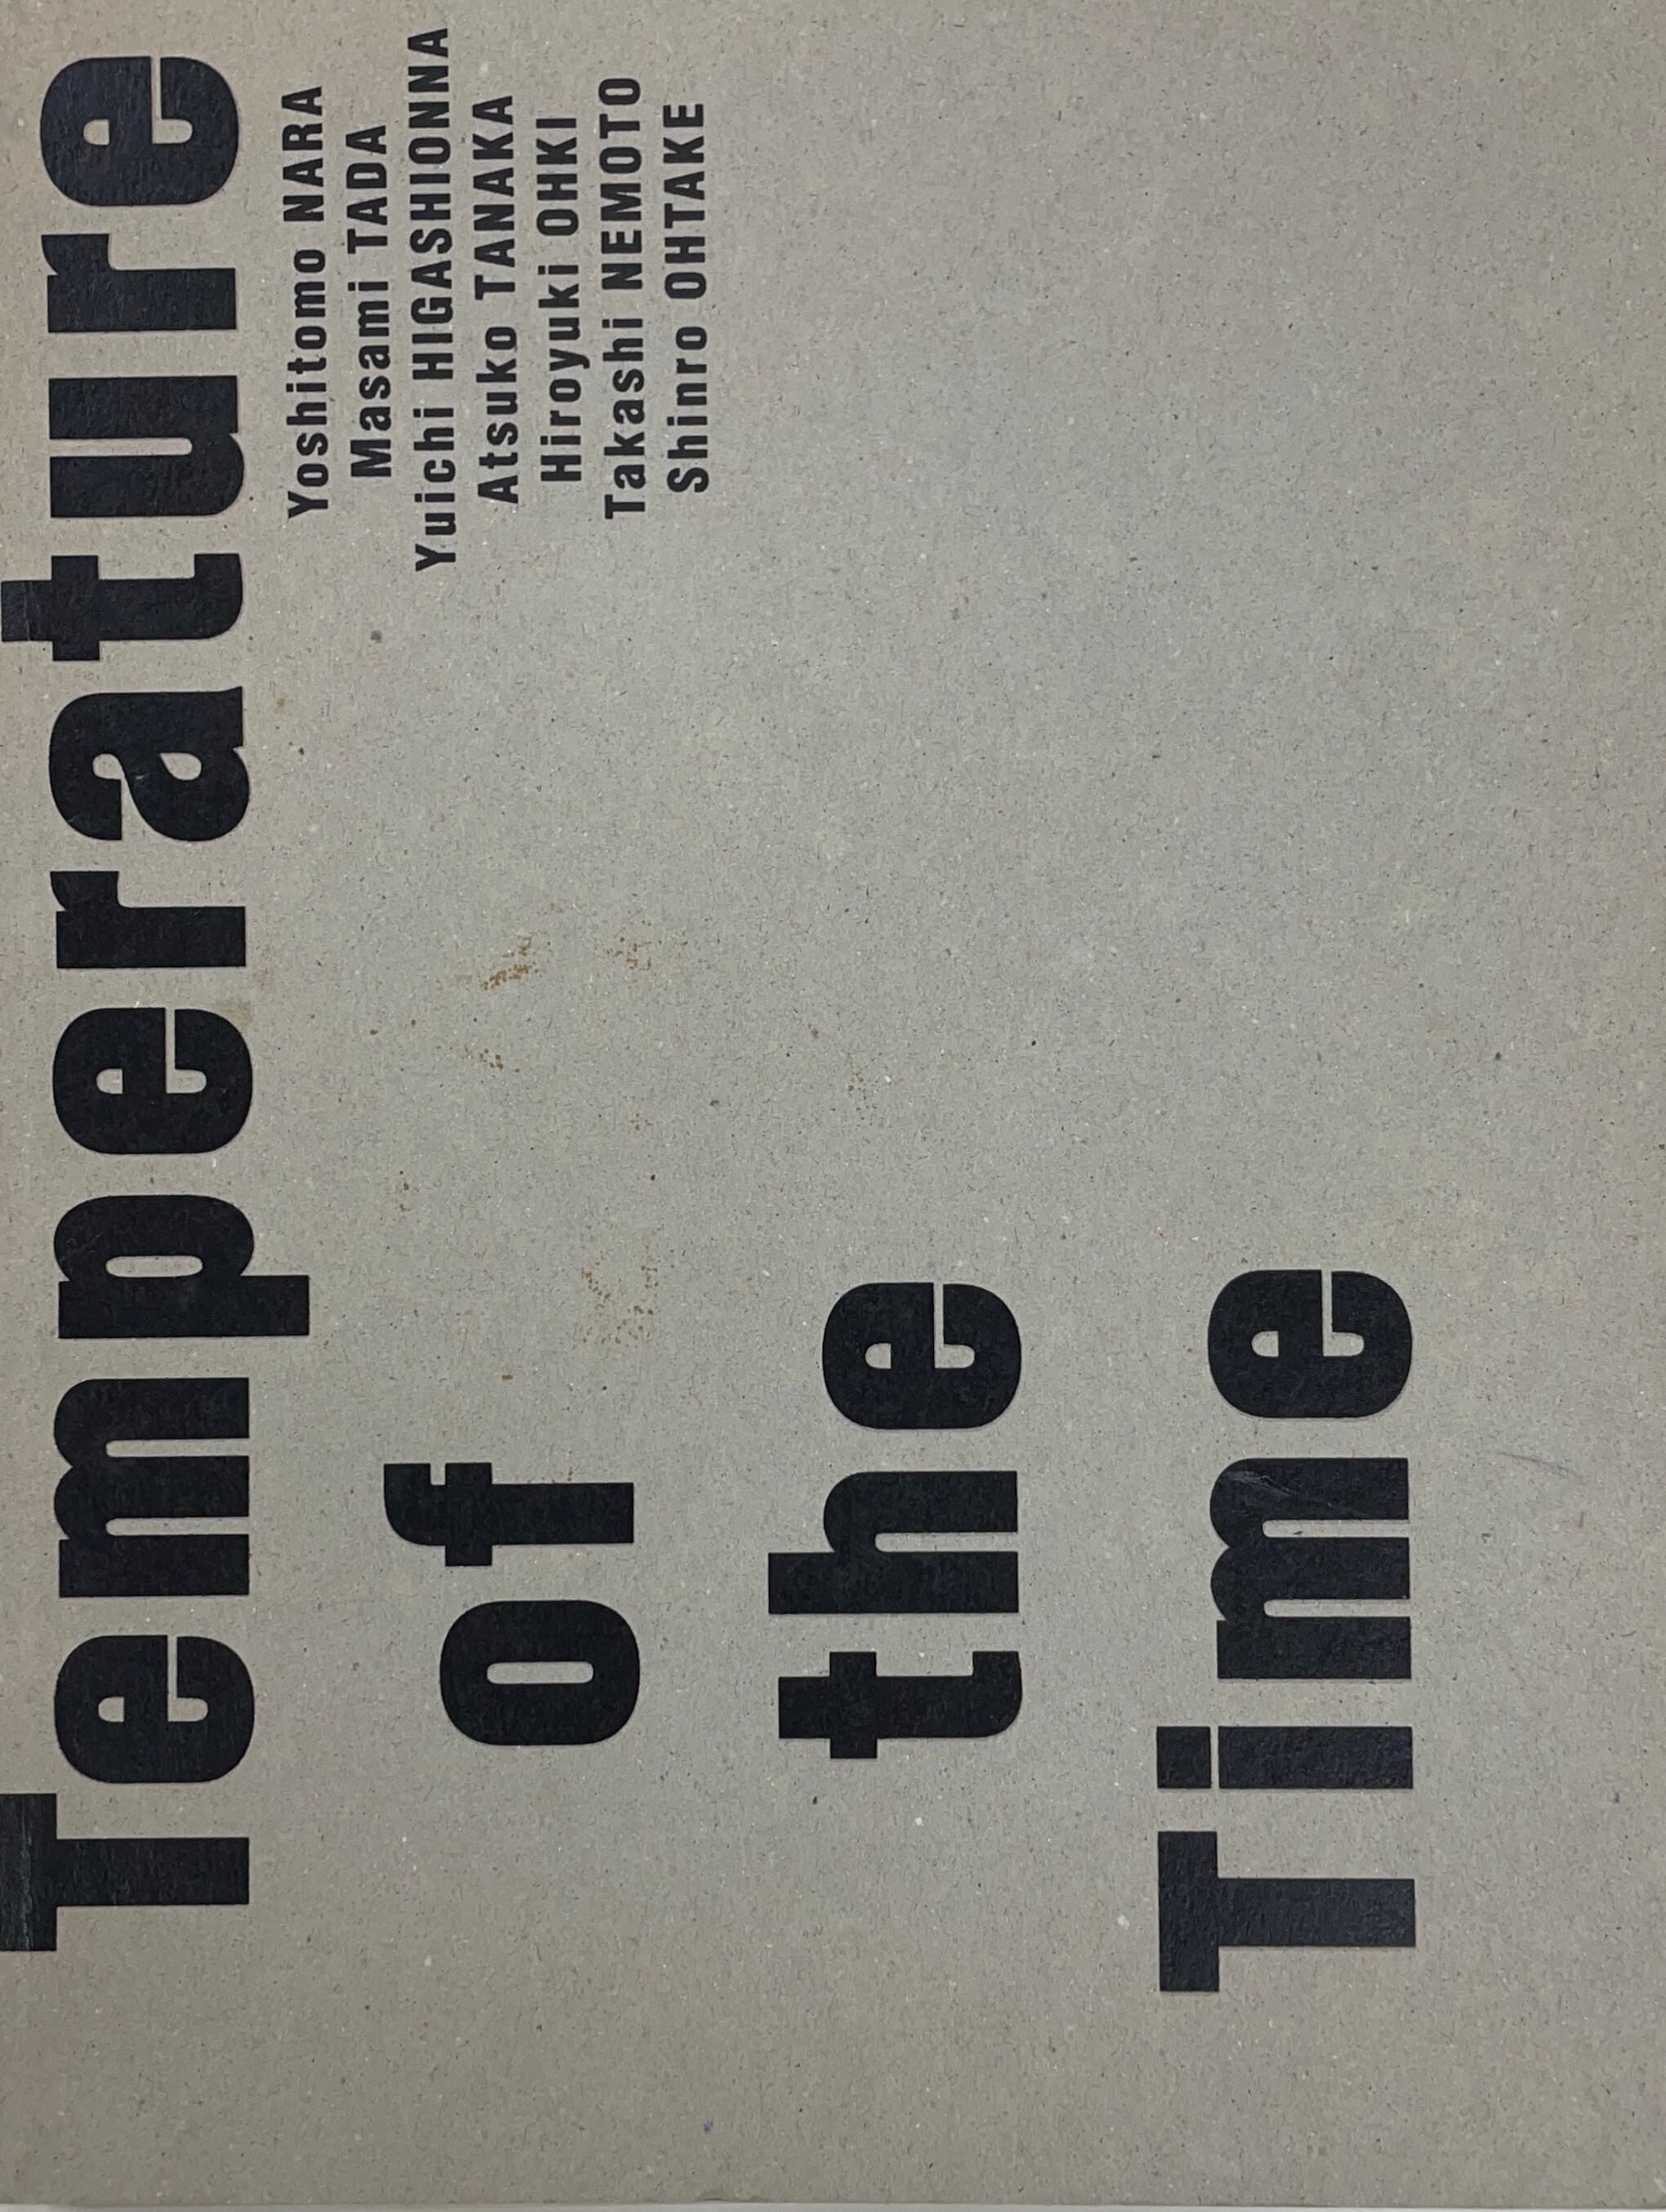 Temperature
Yoshitomo NARA
Masami TADA
Yuichi HIGASHIONNA
Atsuko TANAKA
Hiroyuki OHKI
Takashi NEMOTO
Shinro OHTAKE
of
the
Time